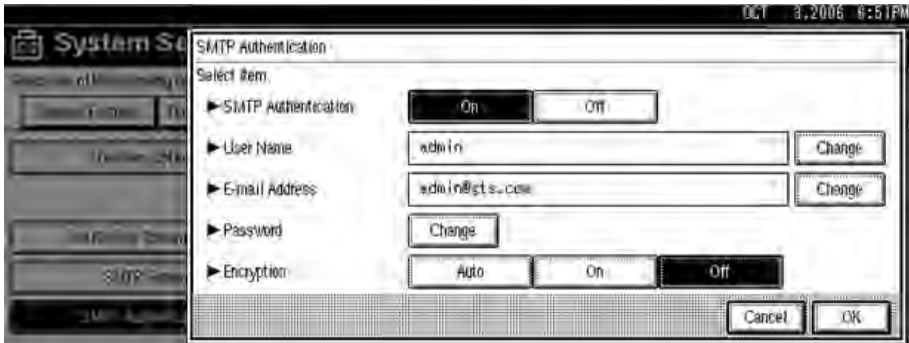 OCT 3,2006 6:51PM
System Se
SMTP Authentication
Select item.
►SMTP Authentication On Off
►User Name admin Change
►E-mail Address admin@sts.com Change
►Password Change
►Encryption Auto On Off
Cancel OK